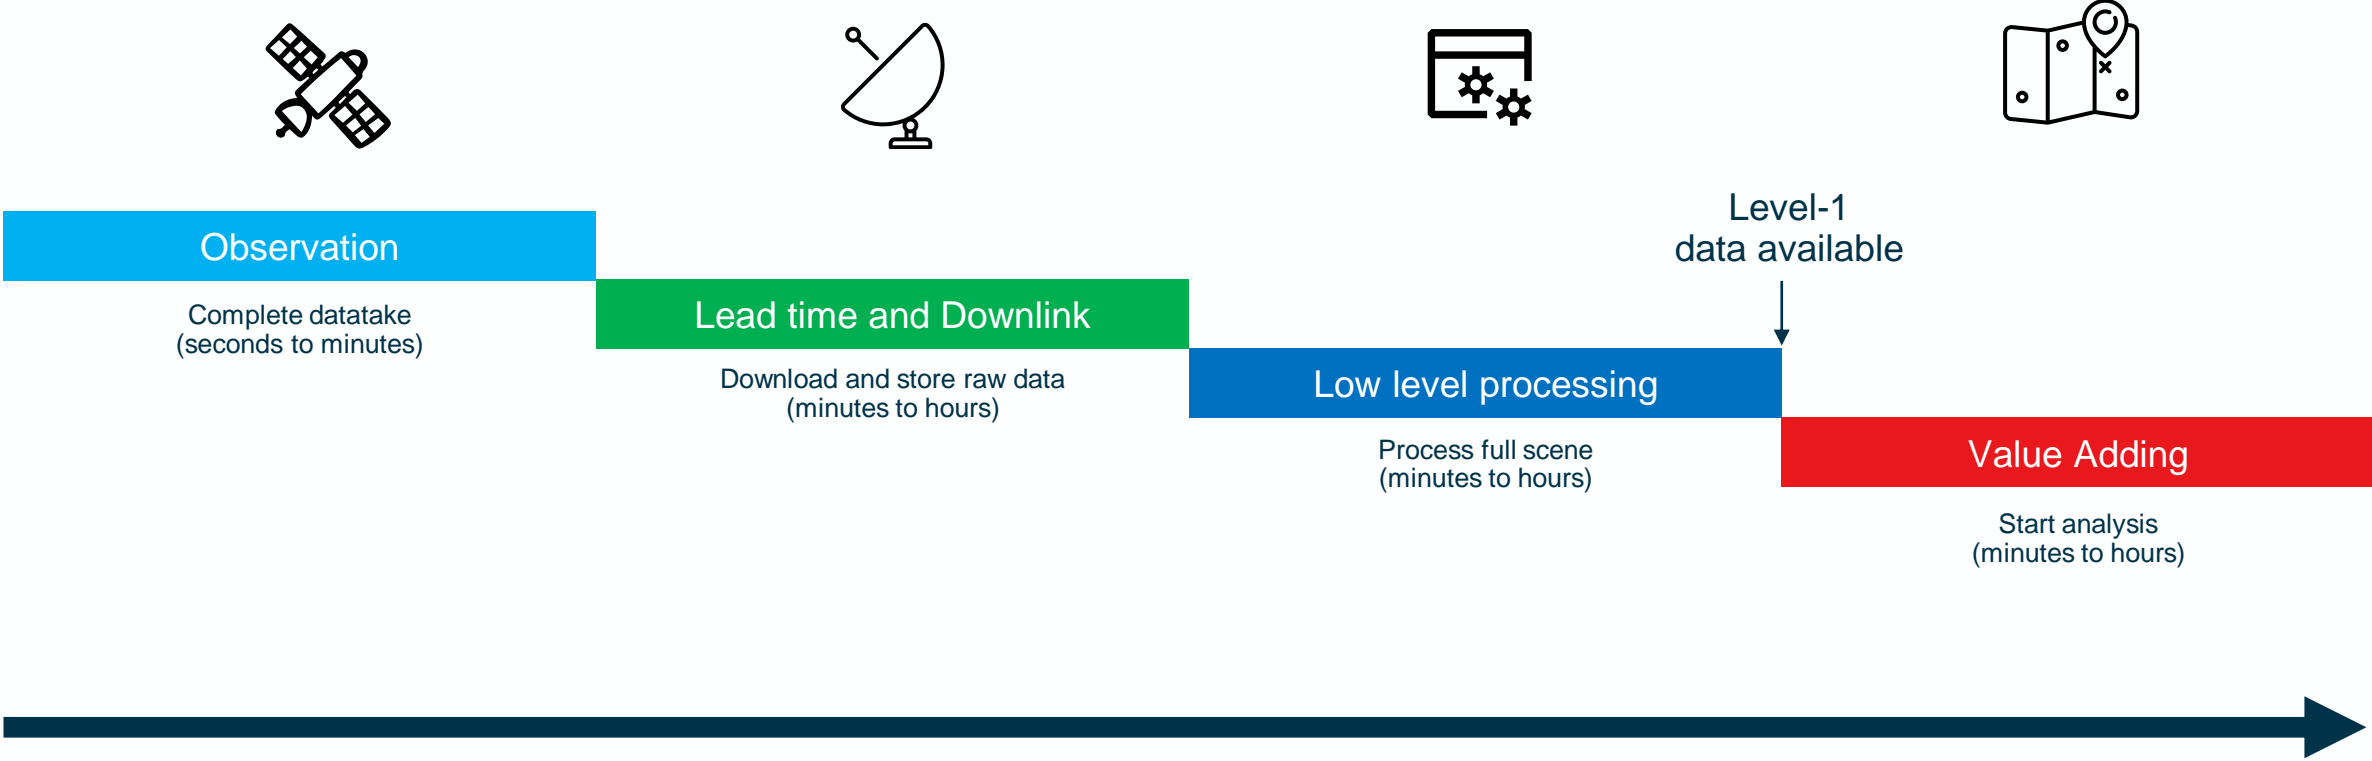 Observation
Complete datatake
(seconds to minutes)
Lead time and Downlink
Download and store raw data
(minutes to hours)
Level-1
data available
Low level processing
Process full scene
(minutes to hours)
Value Adding
Start analysis
(minutes to hours)